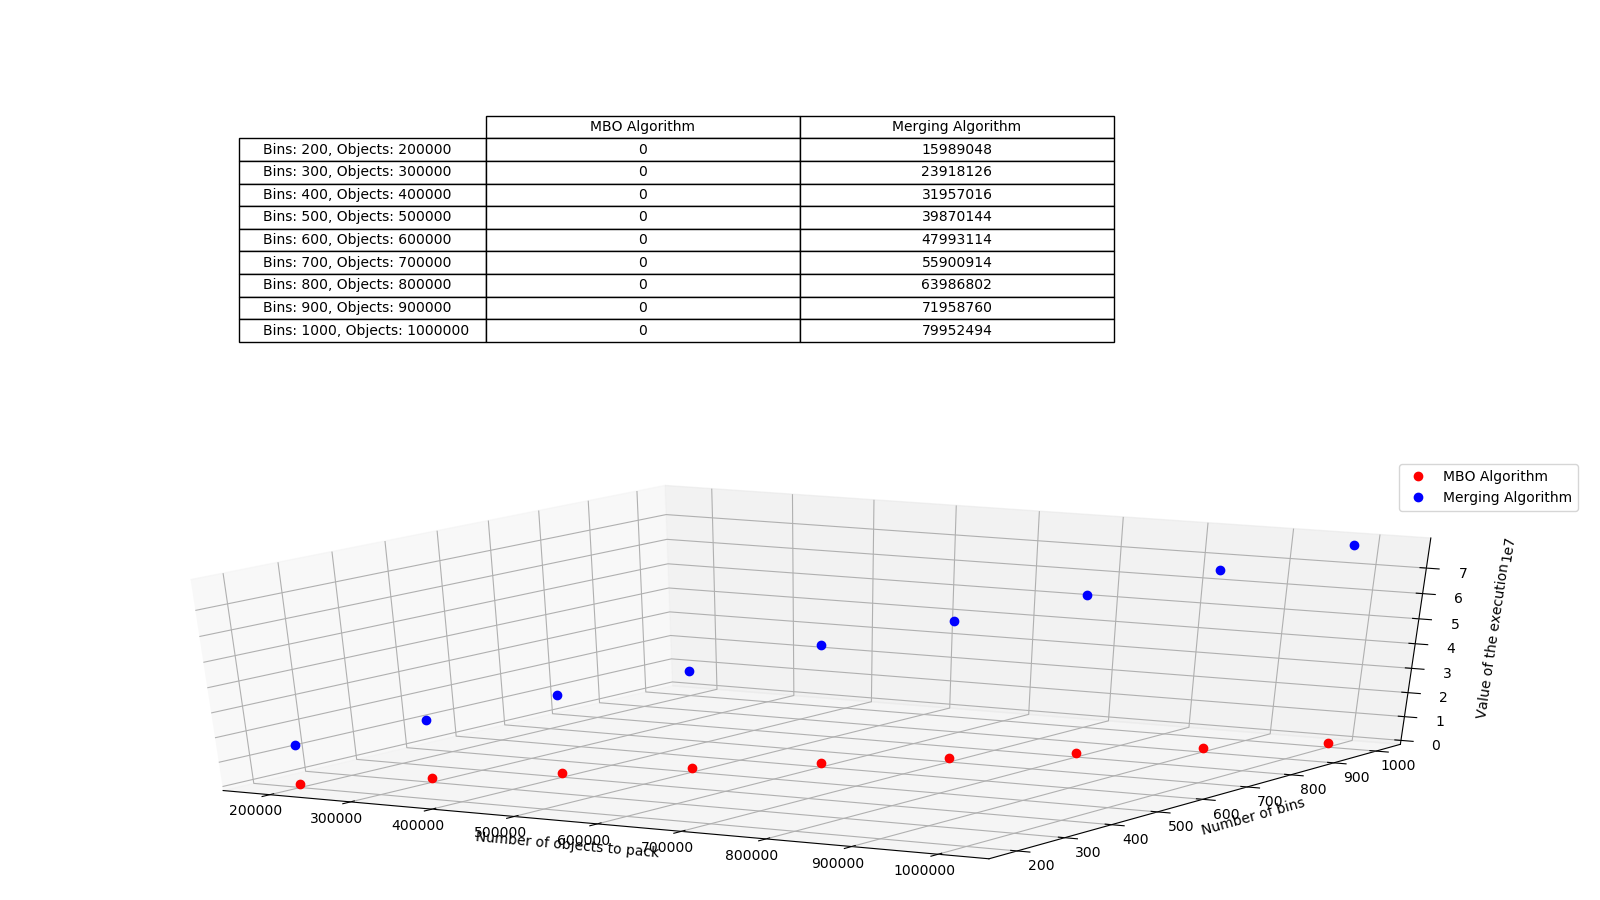 MBO Algorithm Merging Algorithm
Bins: 200, Objects: 200000 0 15989048
Bins: 300, Objects: 300000 0 23918126
Bins: 400, Objects: 400000 0 31957016
Bins: 500, Objects: 500000 0 39870144
Bins: 600, Objects: 600000 0 47993114
Bins: 700, Objects: 700000 0 55900914
Bins: 800, Objects: 800000 0 63986802
Bins: 900, Objects: 900000 0 71958760
Bins: 1000, Objects: 1000000 0 79952494
MBO Algorithm
Merging Algorithm
1e7
7
6
5
4
3
2
1
0
Value of the execution
200000 300000 400000 500000 600000 700000 800000 900000 1000000
Number of objects to pack
200 300 400 500 600 700 800 900 1000
Number of bins